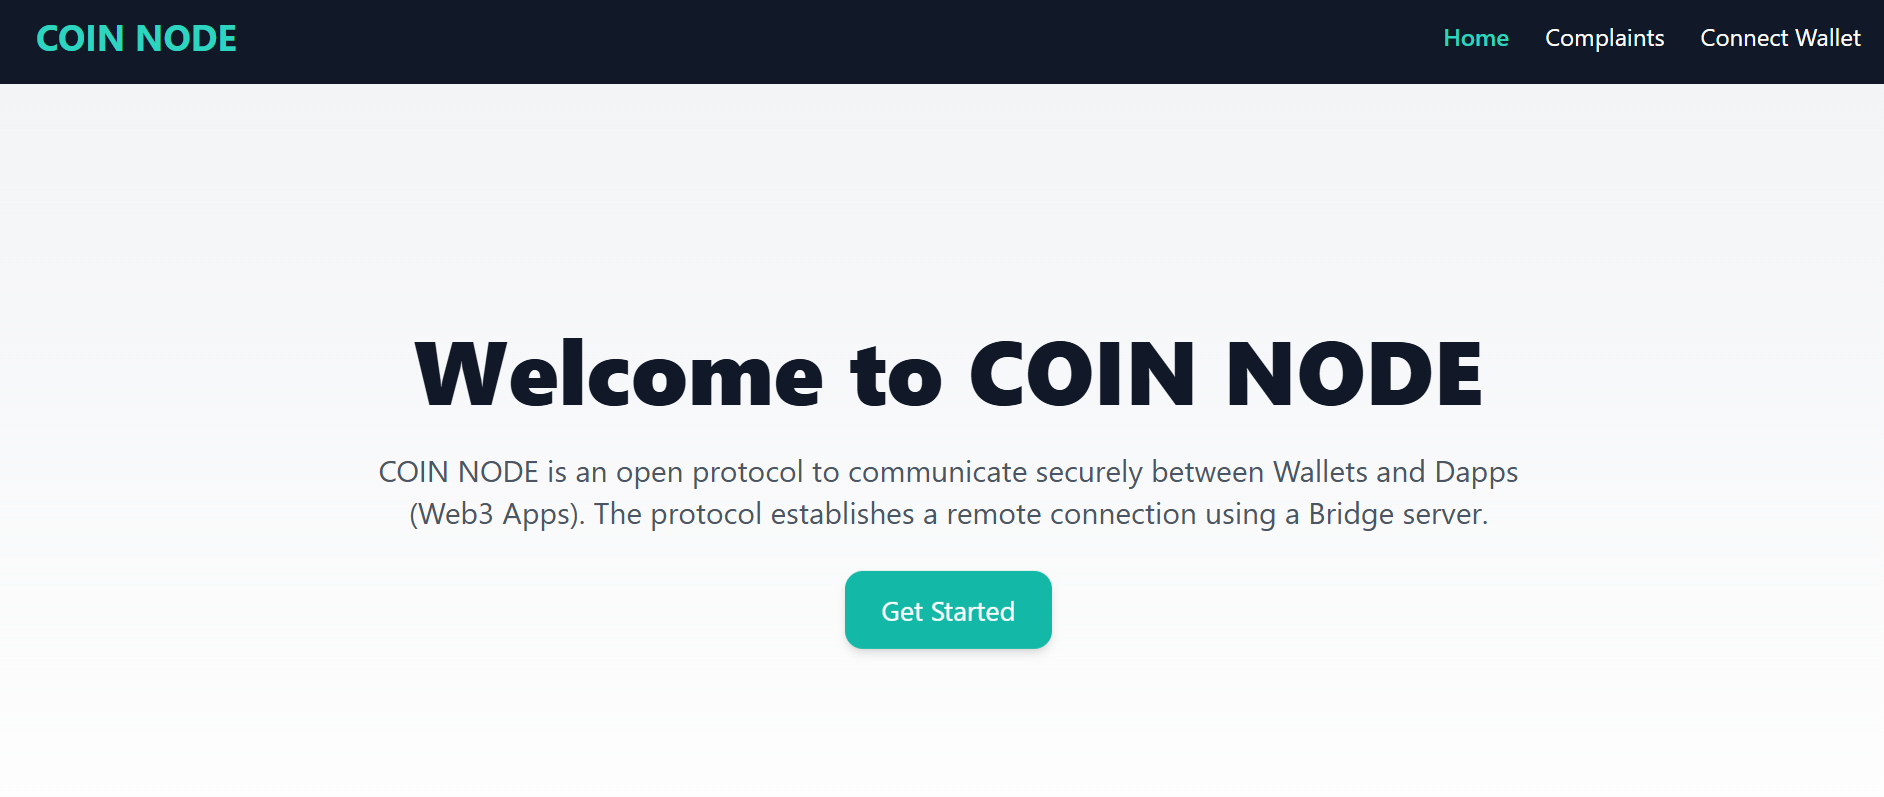 COIN NODE
Home
Complaints
Connect Wallet
Welcome to COIN NODE
COIN NODE is an open protocol to communicate securely between Wallets and Dapps
(Web3 Apps). The protocol establishes a remote connection using a Bridge server.
Get Started